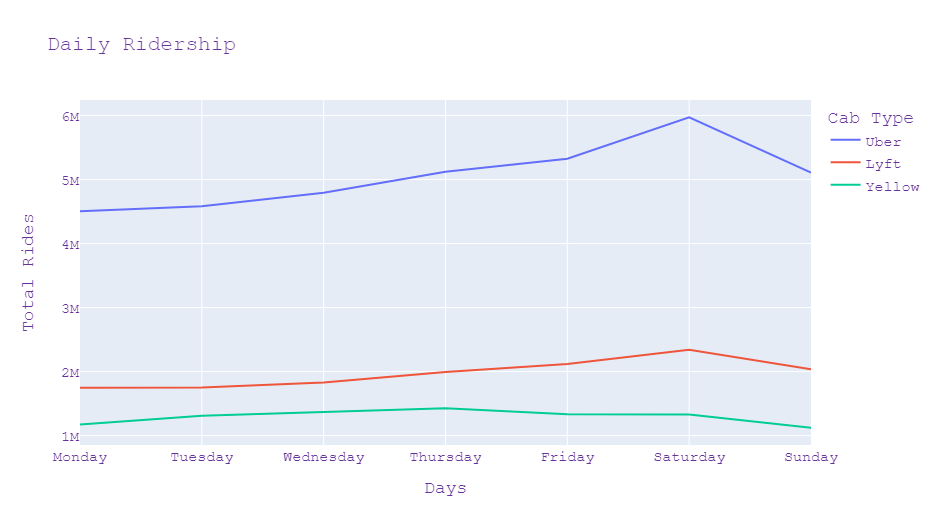 Daily Ridership
Cab Type
Uber
Lyft
Yellow
Total Rides
6M
5M
4M
3M
2M
1M
Monday Tuesday Wednesday Thursday Friday Saturday Sunday
Days